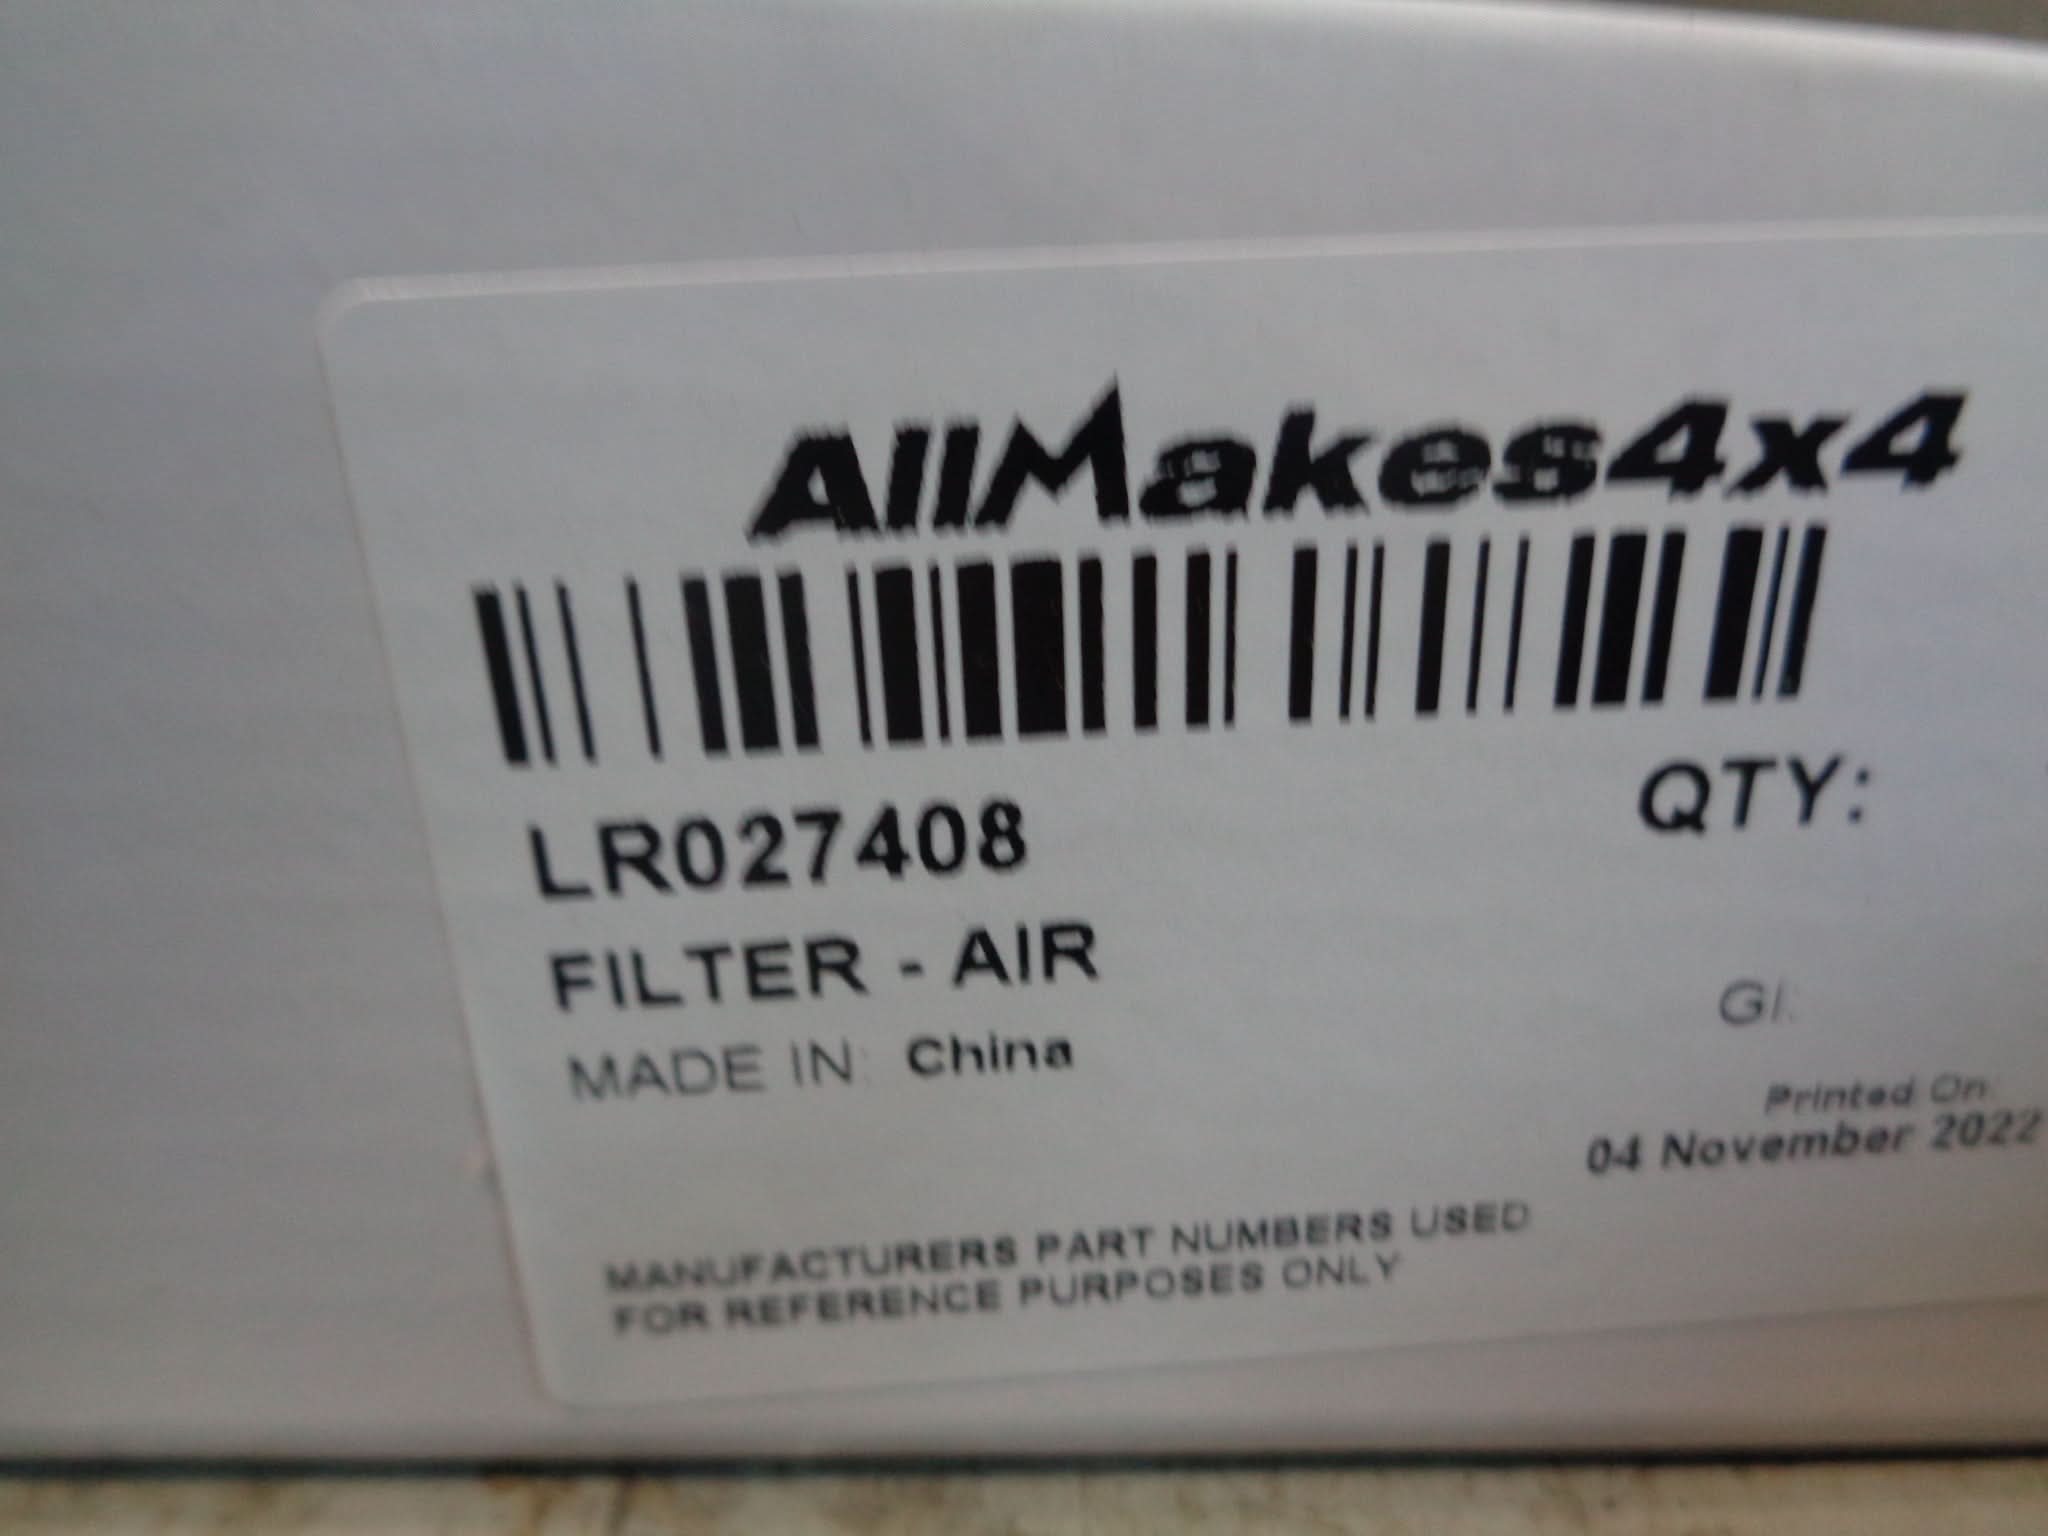 AllMakes4x4
LR027408
QTY:
FILTER - AIR
GI:
MADE IN: China
Printed On:
04 November 2022
MANUFACTURERS PART NUMBERS USED
FOR REFERENCE PURPOSES ONLY